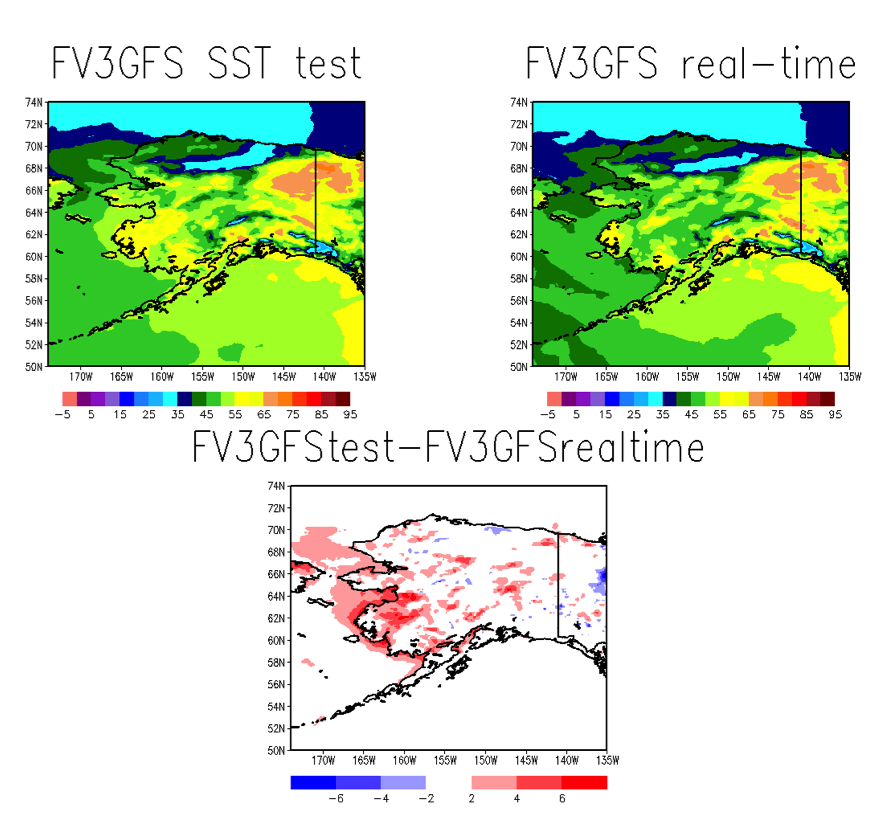 FV3GFS SST test FV3GFS real-time
74N 74N
72N 72N
70N 70N
68N 68N
66N 66N
64N 64N
62N 62N
60N 60N
58N 58N
56N 56N
54N 54N
52N 52N
50N 50N
170W 165W 160W 155W 150W 145W 140W 135W 170W 165W 160W 155W 150W 145W 140W 135W
-5 5 15 25 35 45 55 65 75 85 95 -5 5 15 25 35 45 55 65 75 85 95
FV3GFStest-FV3GFSrealtime
74N
72N
70N
68N
66N
64N
62N
60N
58N
56N
54N
52N
50N
170W 165W 160W 155W 150W 145W 140W 135W
-6 -4 -2 2 4 6